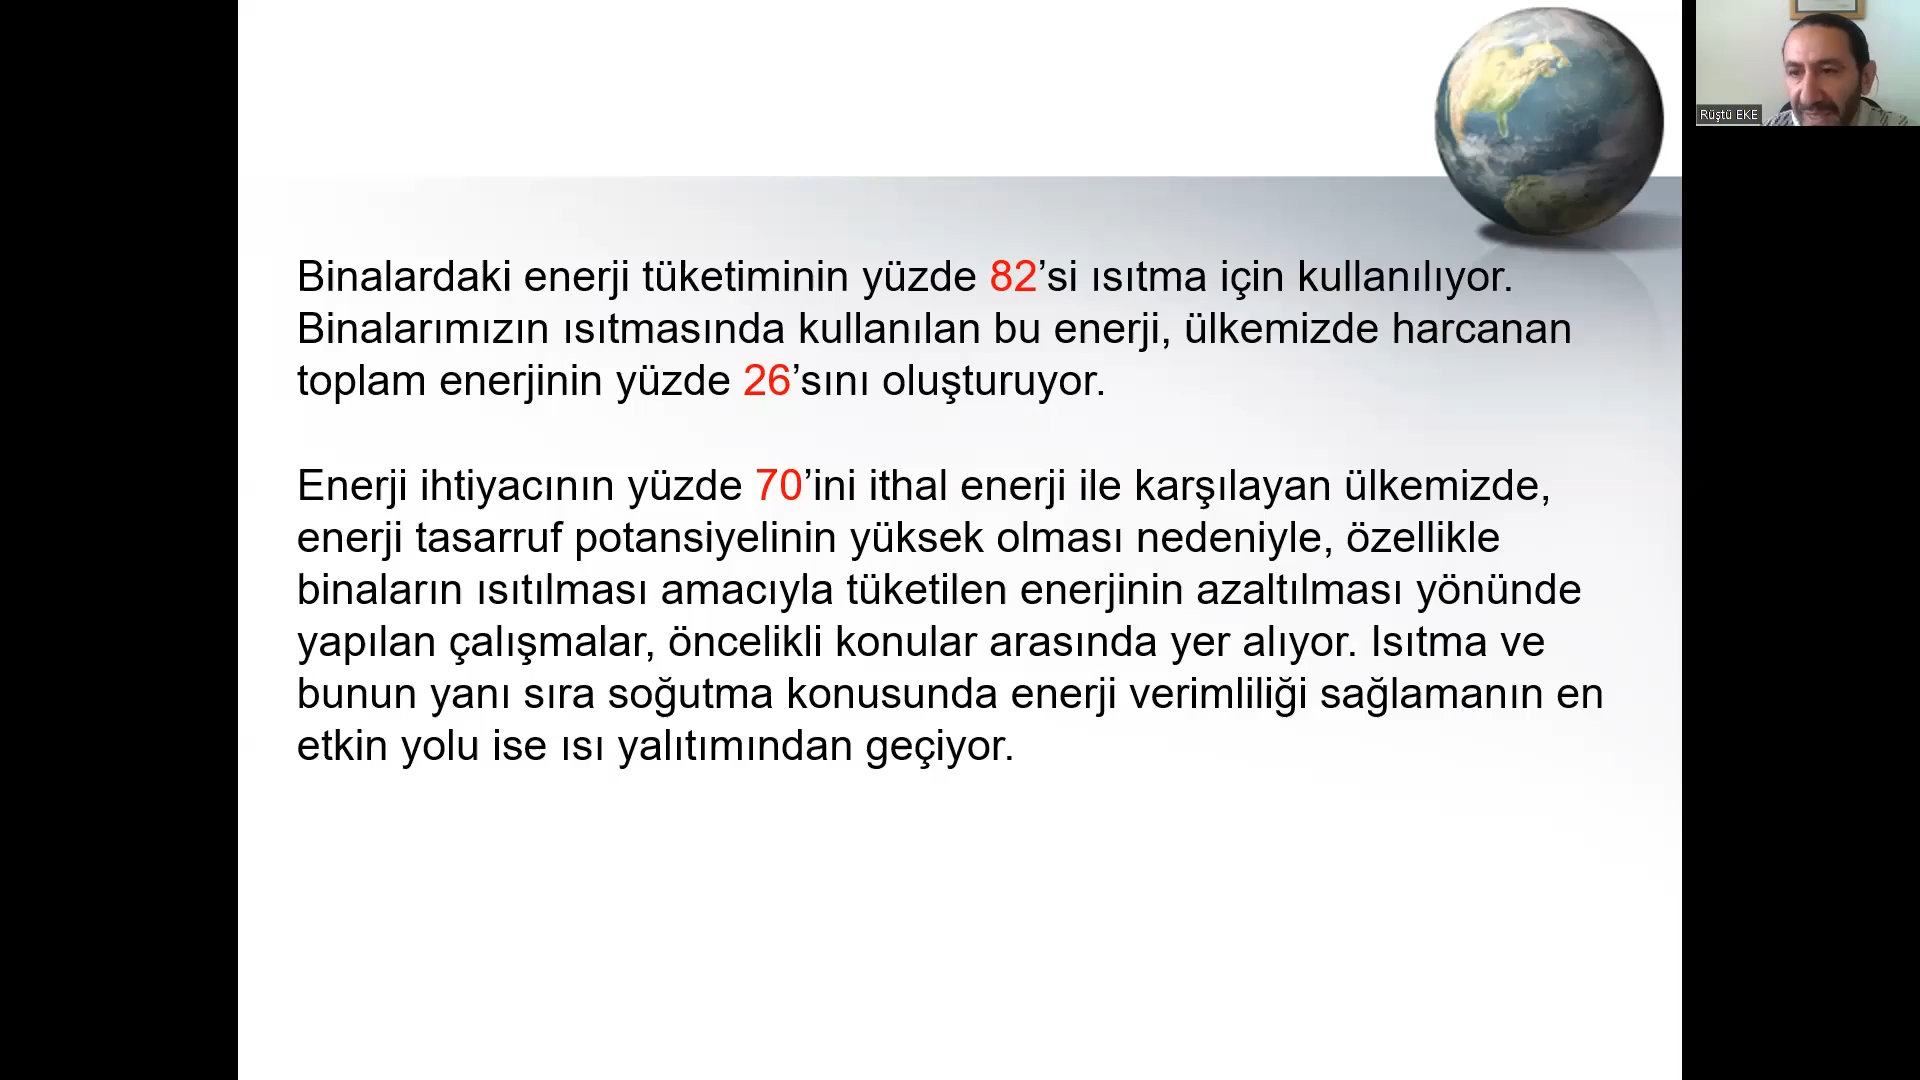 Binalardaki enerji tüketiminin yüzde 82’si ısıtma için kullanılıyor.
Binalarımızın ısıtmasında kullanılan bu enerji, ülkemizde harcanan
toplam enerjinin yüzde 26’sını oluşturuyor.
Enerji ihtiyacının yüzde 70’ini ithal enerji ile karşılayan ülkemizde,
enerji tasarruf potansiyelinin yüksek olması nedeniyle, özellikle
binaların ısıtılması amacıyla tüketilen enerjinin azaltılması yönünde
yapılan çalışmalar, öncelikli konular arasında yer alıyor. Isıtma ve
bunun yanı sıra soğutma konusunda enerji verimliliği sağlamanın en
etkin yolu ise ısı yalıtımından geçiyor.
Rüştü EKE